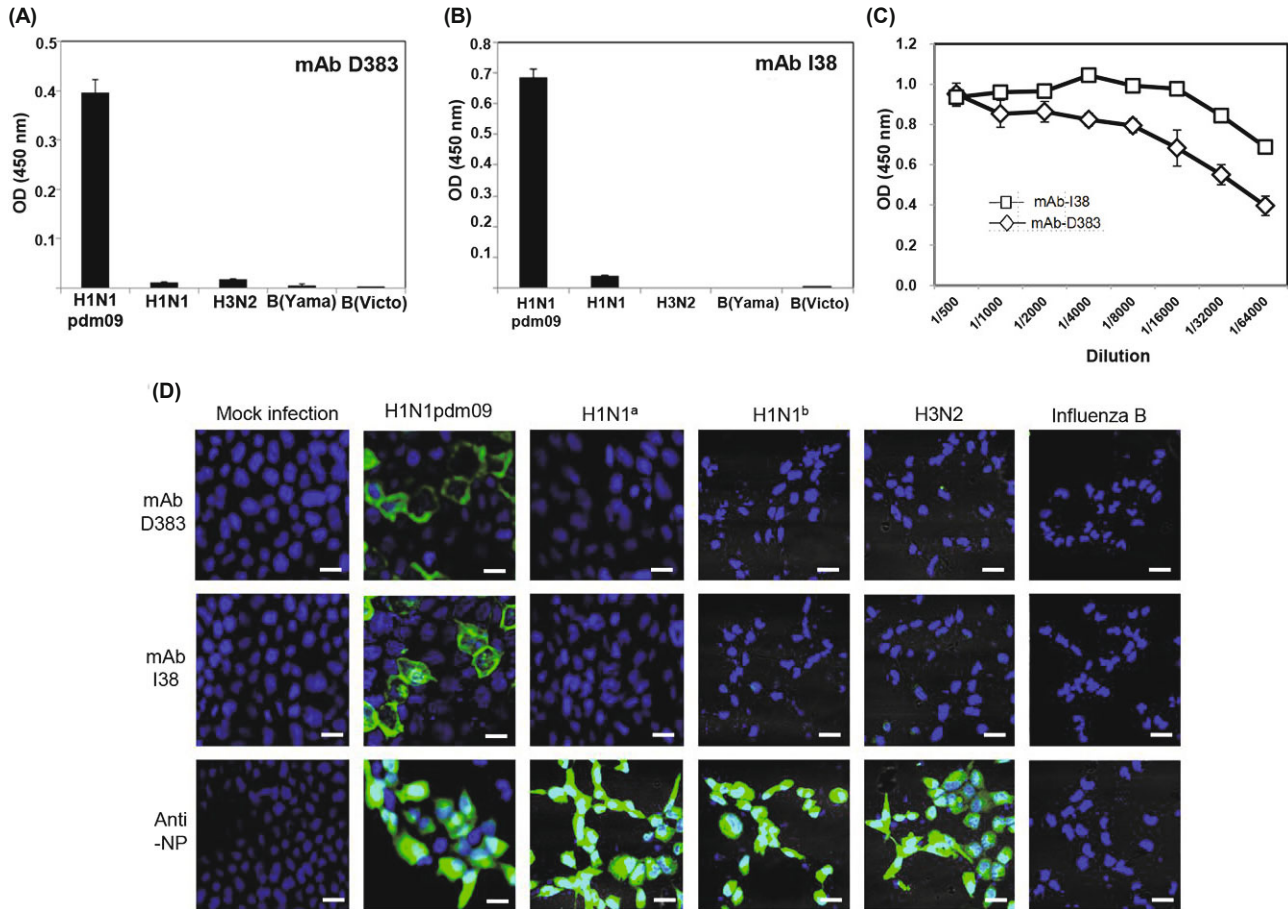 (A)
mAb D383
OD (450 nm)
0.5
0.4
0.3
0.2
0.1
H1N1 pdm09
H1N1
H3N2
B(Yama)
B(Victo)
(B)
mAb I38
OD (450 nm)
0.8
0.7
0.6
0.5
0.4
0.3
0.2
0.1
H1N1 pdm09
H1N1
H3N2
B(Yama)
B(Victo)
(C)
OD (450 nm)
1.2
1.0
0.8
0.6
0.4
0.2
0.0
mAb-I38
mAb-D383
1/500
1/1000
1/2000
1/4000
1/8000
1/16000
1/32000
1/64000
Dilution
(D)
Mock infection
H1N1pdm09
H1N1ᵃ
H1N1ᵇ
H3N2
Influenza B
mAb
D383
mAb
I38
Anti
-NP